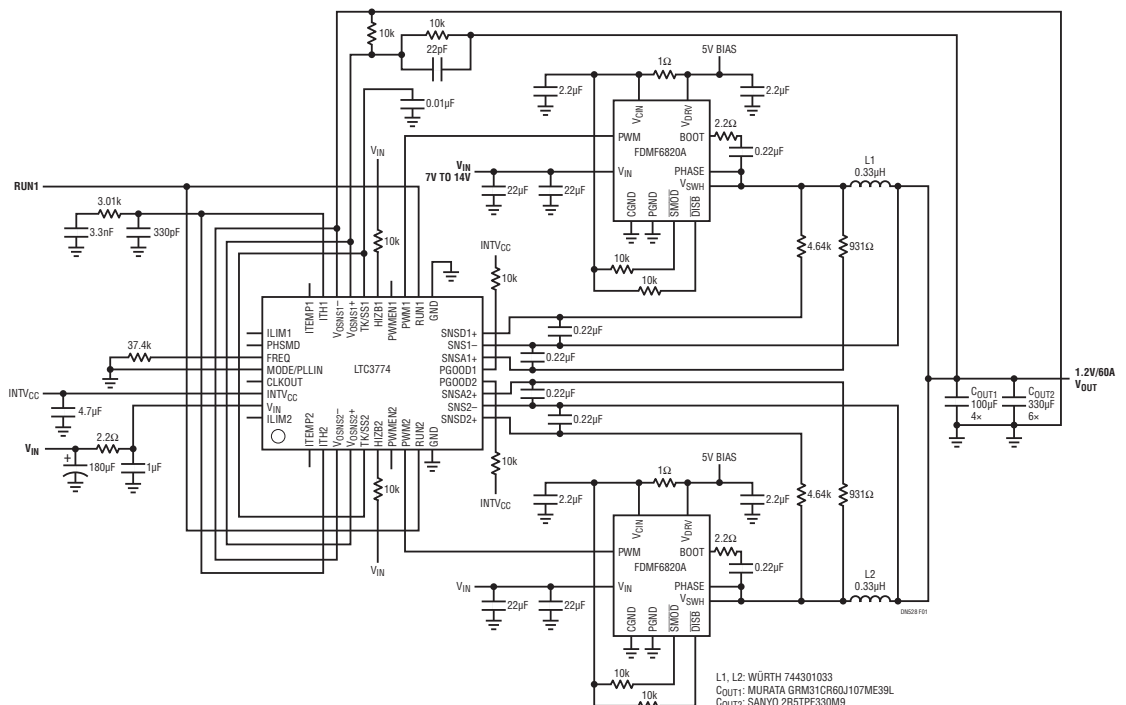 10k
10k
22pF
0.01µF
VIN
10k
RUN1
3.01k
3.3nF
330pF
5V BIAS
1Ω
2.2µF
2.2µF
VCIN
VDRV
PWM
BOOT
FDMF6820A
VIN
PHASE
VSWH
CGND
PGND
SMOD
DISB
2.2Ω
0.22µF
VIN
7V TO 14V
22µF
22µF
L1
0.33µH
4.64k
931Ω
10k
10k
INTVCC
10k
ITEMP1
ITH1
VOSNS1–
VOSNS1+
TK/SS1
HIZB1
PWMEN1
PWM1
RUN1
GND
ILIM1
PHSMD
FREQ
MODE/PLLIN
CLKOUT
INTVCC
VIN
ILIM2
LTC3774
SNSD1+
SNS1–
SNSA1+
PGOOD1
PGOOD2
SNSA2+
SNS2–
SNSD2+
ITEMP2
ITH2
VOSNS2–
VOSNS2+
TK/SS2
HIZB2
PWMEN2
PWM2
RUN2
GND
37.4k
INTVCC
4.7µF
VIN
2.2Ω
+
180µF
1µF
0.22µF
0.22µF
0.22µF
0.22µF
1.2V/60A
VOUT
COUT1
100µF
4×
COUT2
330µF
6×
10k
INTVCC
10k
VIN
5V BIAS
1Ω
2.2µF
2.2µF
VCIN
VDRV
PWM
BOOT
FDMF6820A
VIN
PHASE
VSWH
CGND
PGND
SMOD
DISB
2.2Ω
0.22µF
VIN
22µF
22µF
4.64k
931Ω
L2
0.33µH
DN528 F01
10k
10k
L1, L2: WÜRTH 744301033
COUT1: MURATA GRM31CR60J107ME39L
COUT2: SANYO 2R5TPE330M9